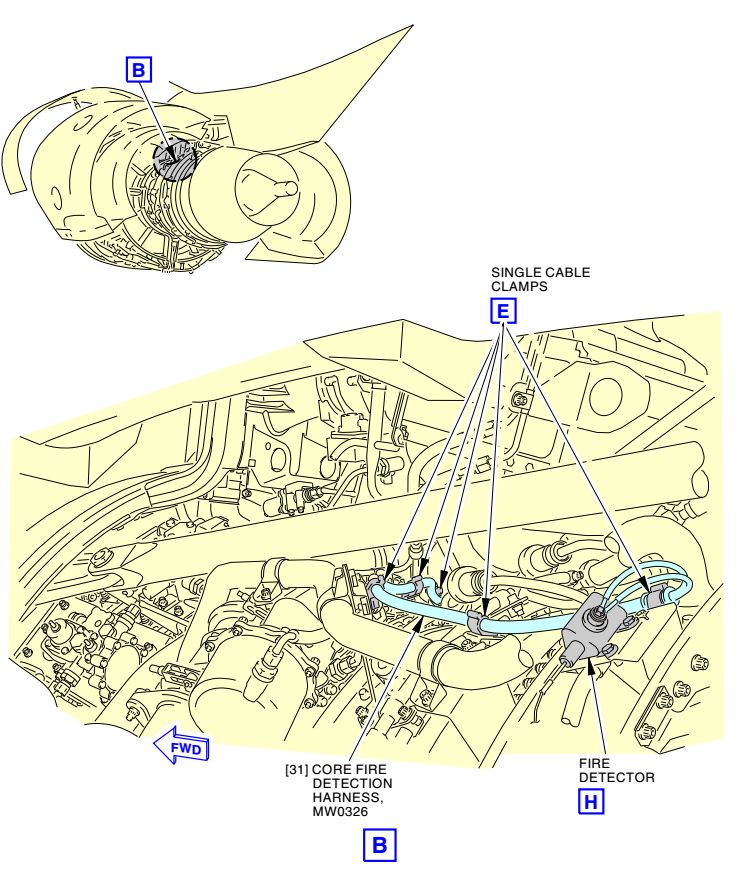 B
SINGLE CABLE
CLAMPS
E
FWD
[31] CORE FIRE
DETECTION
HARNESS,
MW0326
FIRE
DETECTOR
H
B